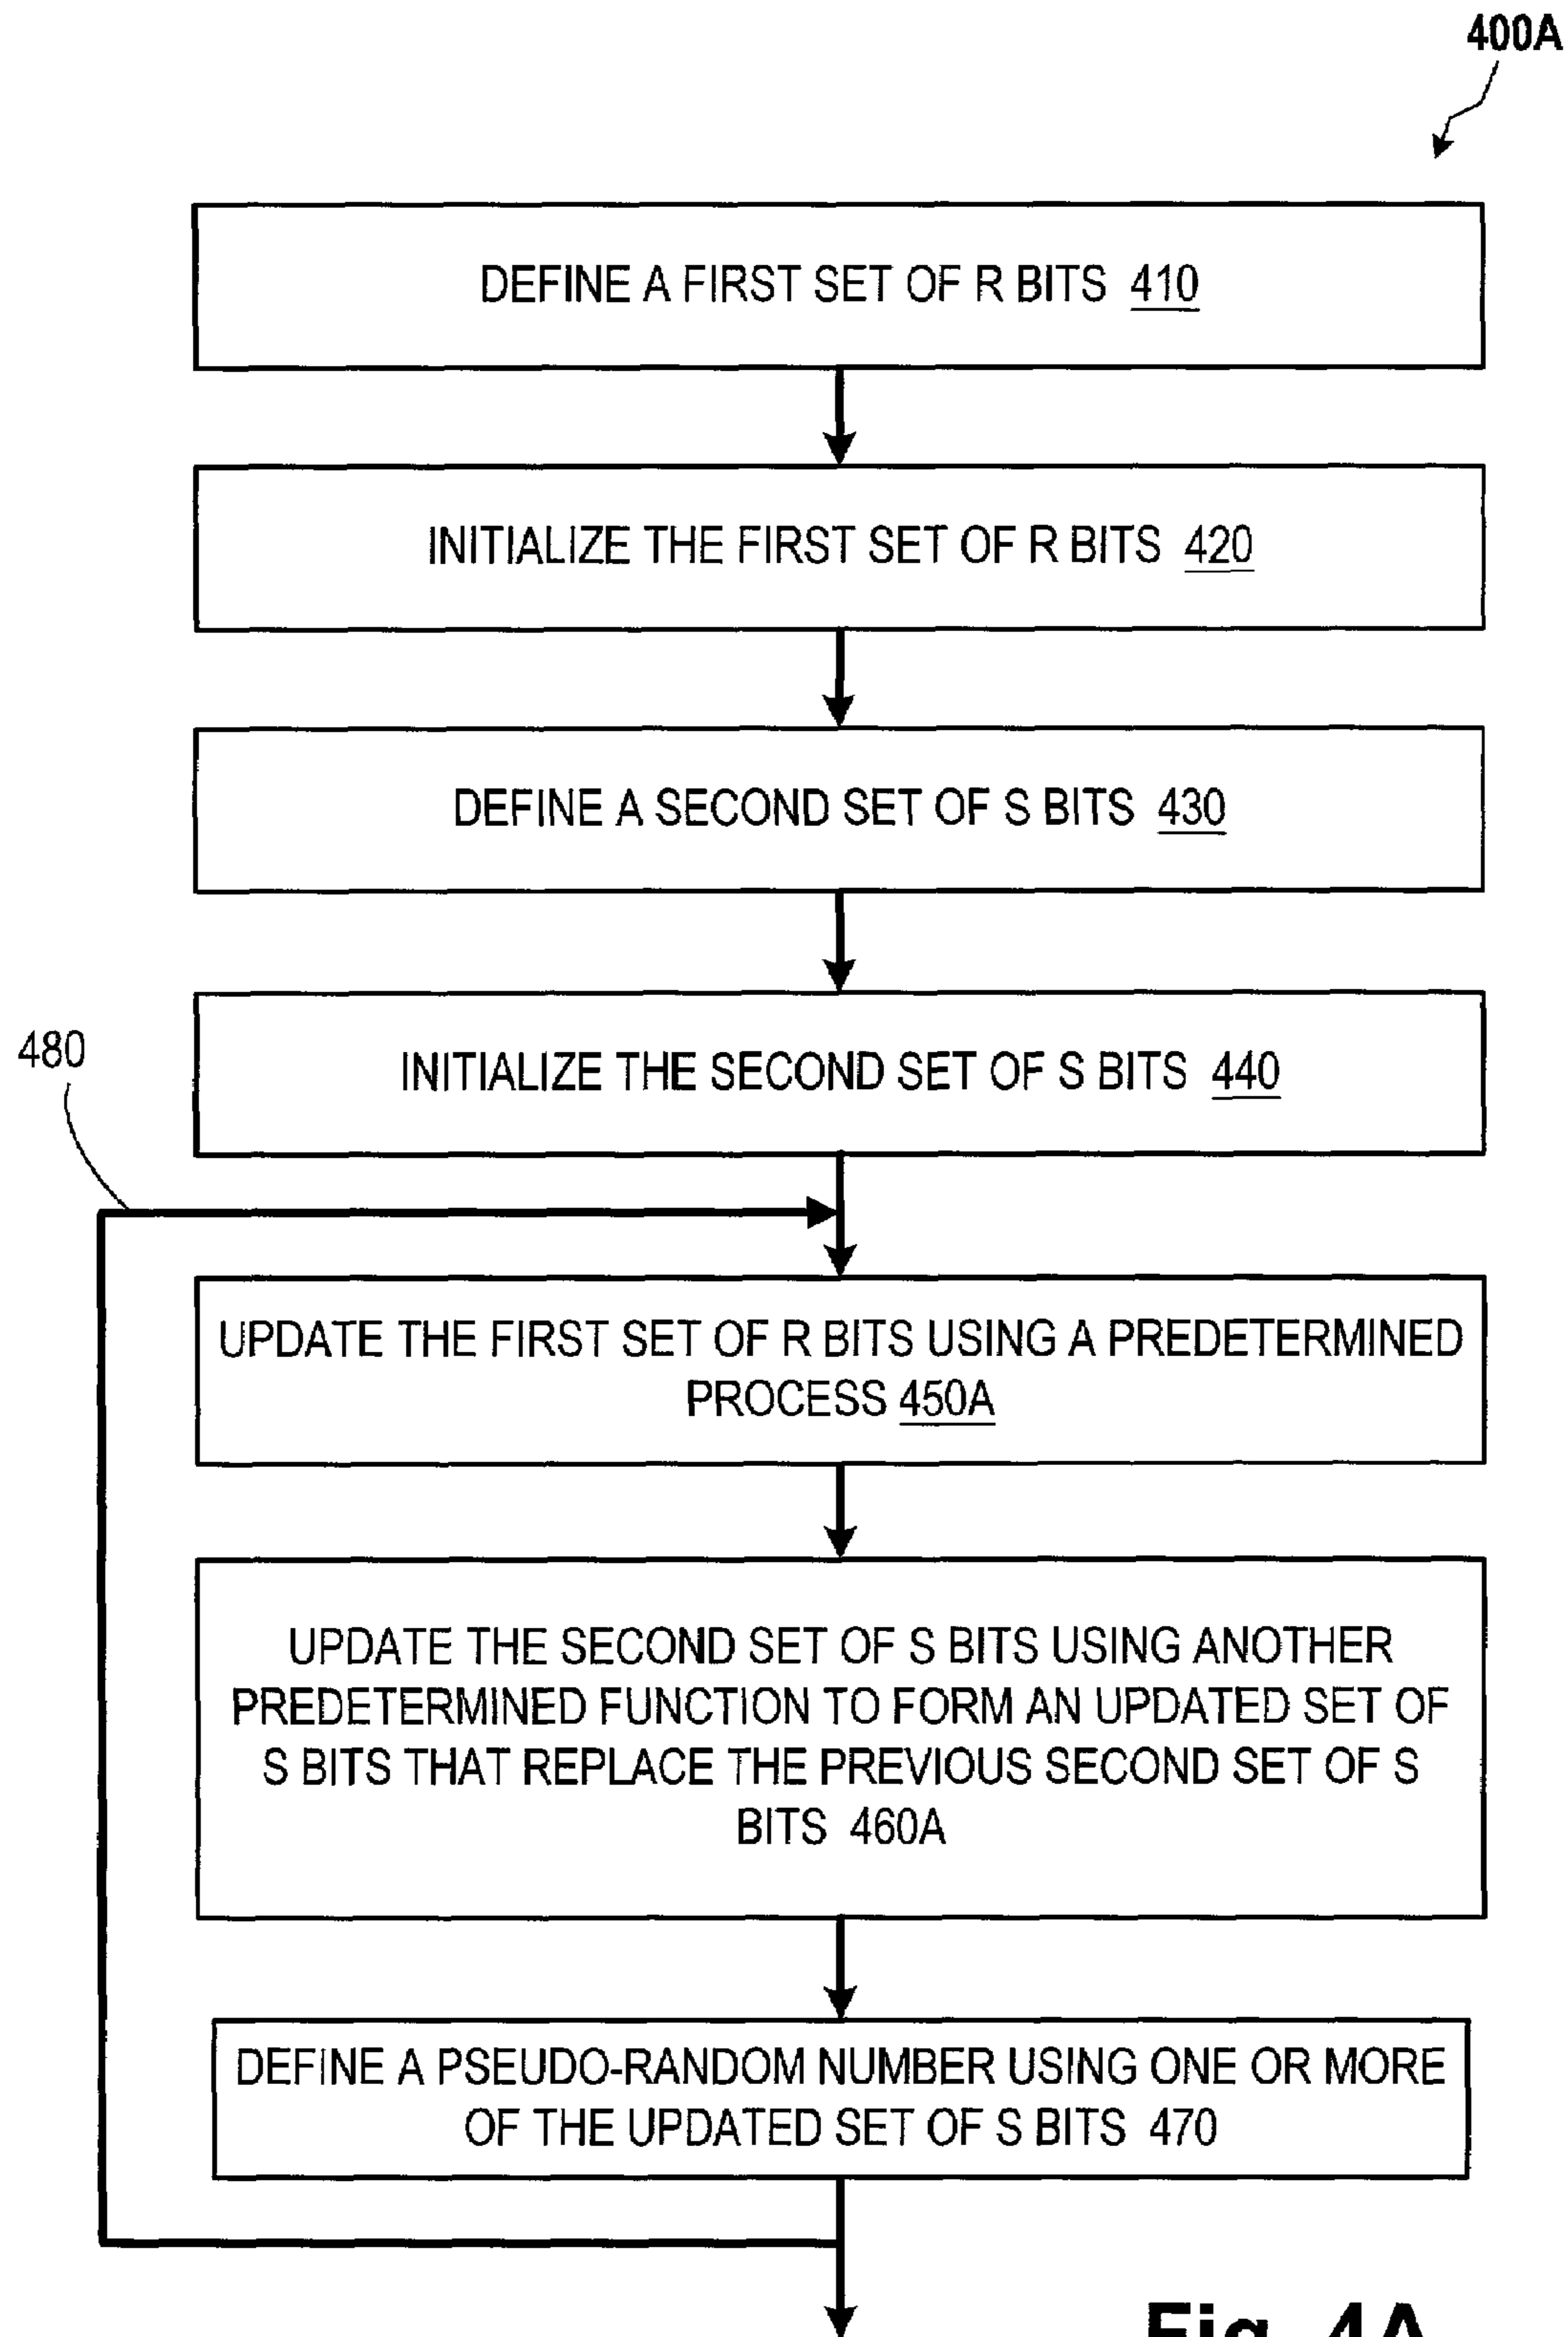 400A
DEFINE A FIRST SET OF R BITS 410
INITIALIZE THE FIRST SET OF R BITS 420
DEFINE A SECOND SET OF S BITS 430
INITIALIZE THE SECOND SET OF S BITS 440
480
UPDATE THE FIRST SET OF R BITS USING A PREDETERMINED
PROCESS 450A
UPDATE THE SECOND SET OF S BITS USING ANOTHER
PREDETERMINED FUNCTION TO FORM AN UPDATED SET OF
S BITS THAT REPLACE THE PREVIOUS SECOND SET OF S
BITS 460A
DEFINE A PSEUDO-RANDOM NUMBER USING ONE OR MORE
OF THE UPDATED SET OF S BITS 470
Fig. 4A